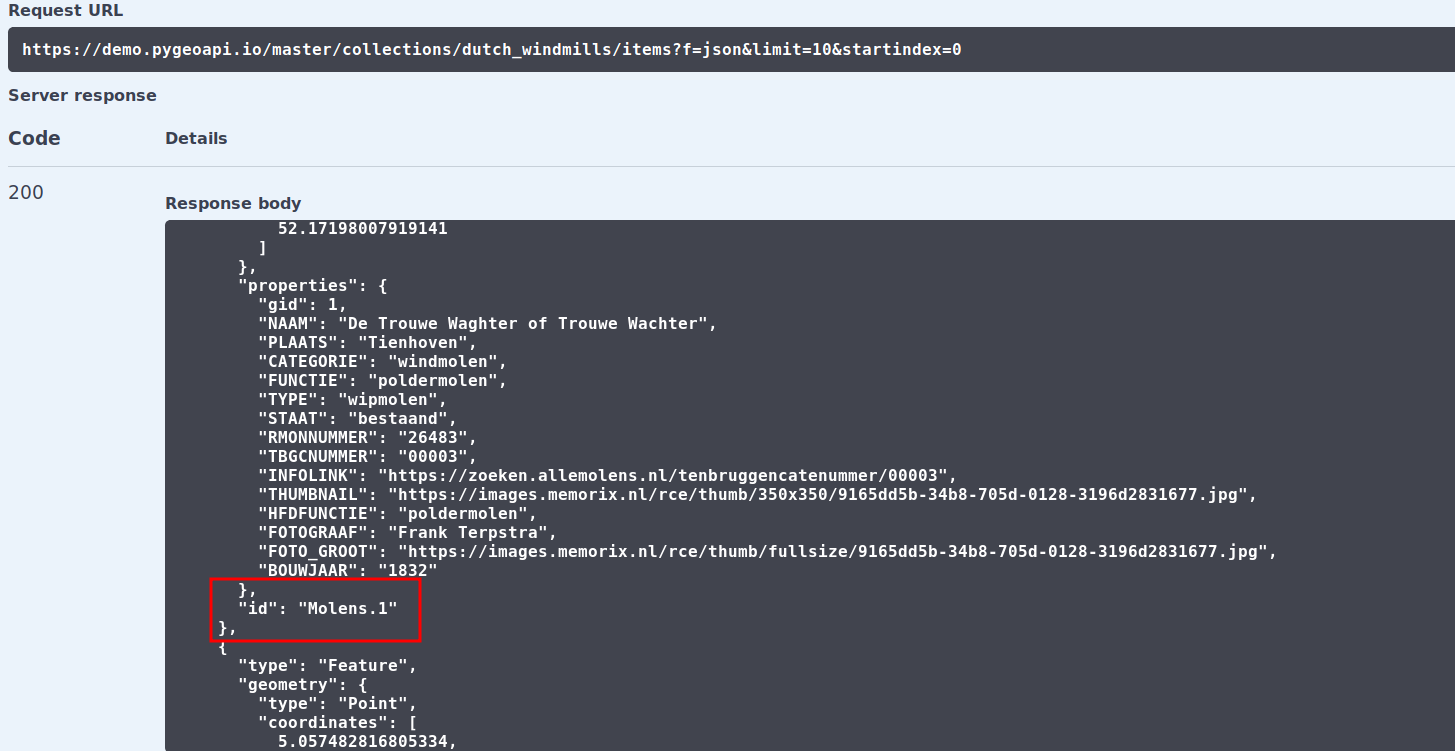 Request URL
https://demo.pygeoapi.io/master/collections/dutch_windmills/items?f=json&limit=10&startindex=0
Server response
Code Details
200
Response body
52.17198007919141
]
},
"properties": {
"gid": 1,
"NAAM": "De Trouwe Waghter of Trouwe Wachter",
"PLAATS": "Tienhoven",
"CATEGORIE": "windmolen",
"FUNCTIE": "poldermolen",
"TYPE": "wipmolen",
"STAAT": "bestaand",
"RMONNUMMER": "26483",
"TBGCNUMMER": "00003",
"INFOLINK": "https://zoeken.allemolens.nl/tenbruggencatenummer/00003",
"THUMBNAIL": "https://images.memorix.nl/rce/thumb/350x350/9165dd5b-34b8-705d-0128-3196d2831677.jpg",
"HFDFUNCTIE": "poldermolen",
"FOTOGRAAF": "Frank Terpstra",
"FOTO_GROOT": "https://images.memorix.nl/rce/thumb/fullsize/9165dd5b-34b8-705d-0128-3196d2831677.jpg",
"BOUWJAAR": "1832"
},
"id": "Molens.1"
},
{
"type": "Feature",
"geometry": {
"type": "Point",
"coordinates": [
5.057482816805334,